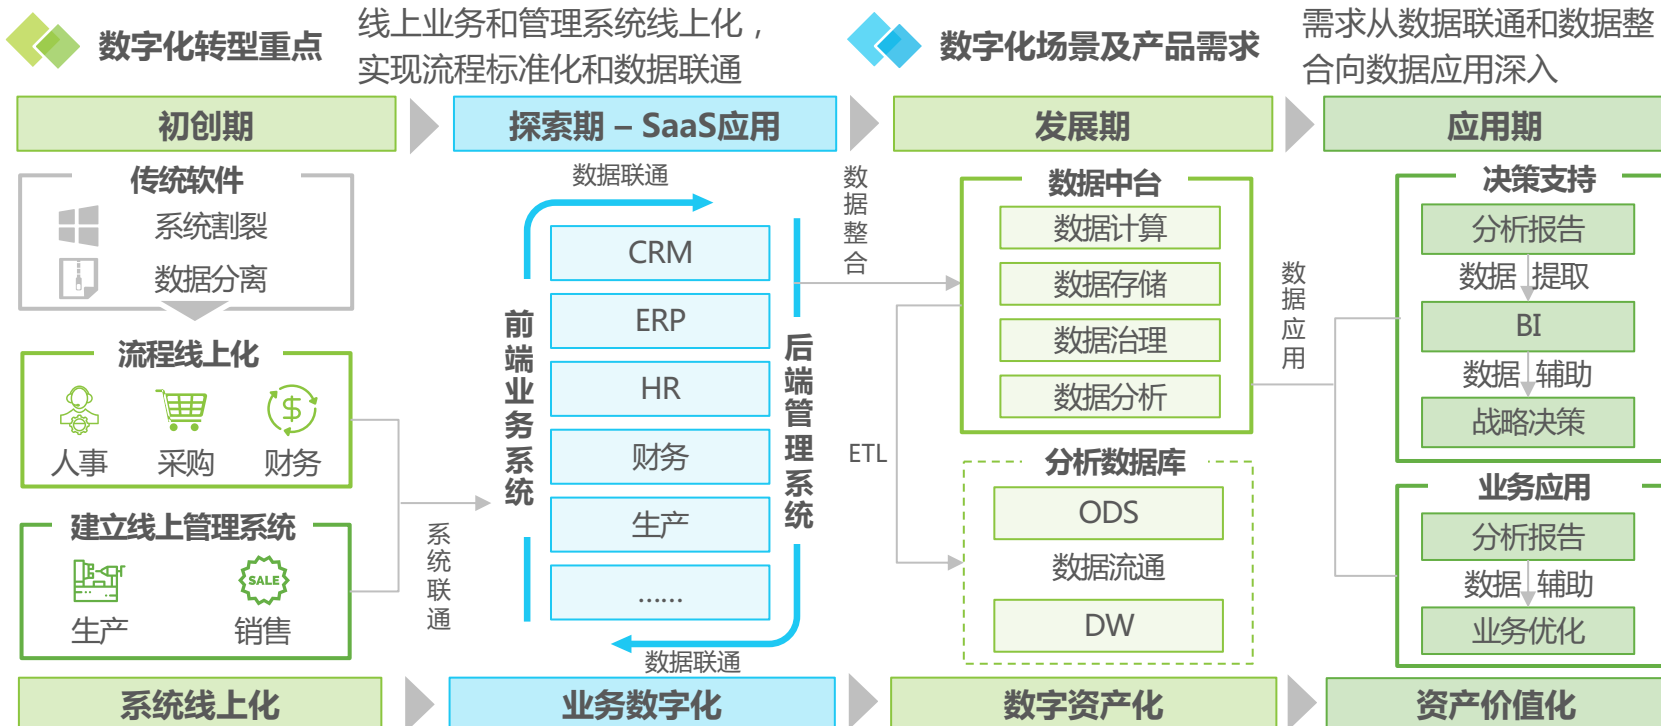 数字化转型重点
线上业务和管理系统线上化，
实现流程标准化和数据联通
数字化场景及产品需求
需求从数据联通和数据整
合向数据应用深入
初创期
探索期 – SaaS应用
发展期
应用期
传统软件
系统割裂
数据分离
流程线上化
人事
采购
财务
建立线上管理系统
生产
SALE
销售
系统联通
数据联通
前端业务系统
CRM
ERP
HR
财务
生产
……
后端管理系统
数据联通
数据整合
ETL
数据中台
数据计算
数据存储
数据治理
数据分析
分析数据库
ODS
数据流通
DW
数据应用
决策支持
分析报告
数据 提取
BI
数据 辅助
战略决策
业务应用
分析报告
数据 辅助
业务优化
系统线上化
业务数字化
数字资产化
资产价值化